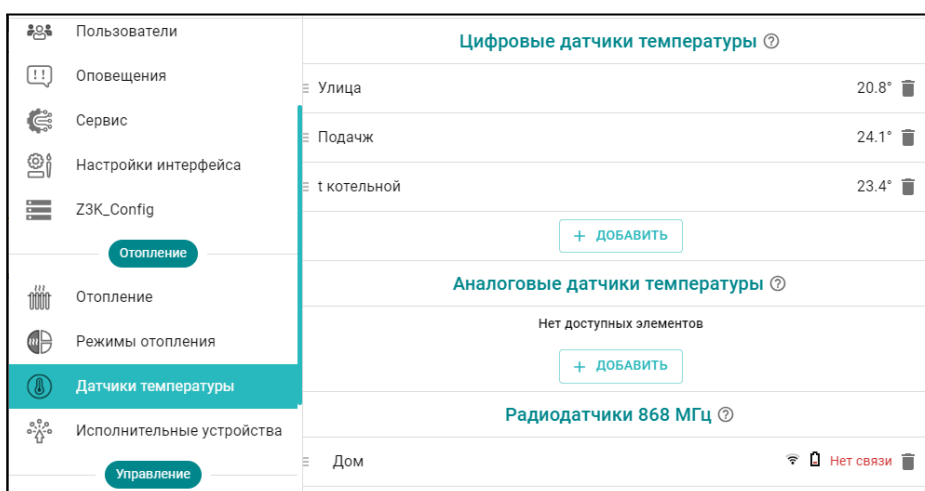 Пользователи
Оповещения
Сервис
Настройки интерфейса
Z3K_Config
Отопление
Отопление
Режимы отопления
Датчики температуры
Исполнительные устройства
Управление
Цифровые датчики температуры ?
Улица 20.8°
Подачж 24.1°
t котельной 23.4°
+ ДОБАВИТЬ
Аналоговые датчики температуры ?
Нет доступных элементов
+ ДОБАВИТЬ
Радиодатчики 868 МГц ?
Дом Нет связи